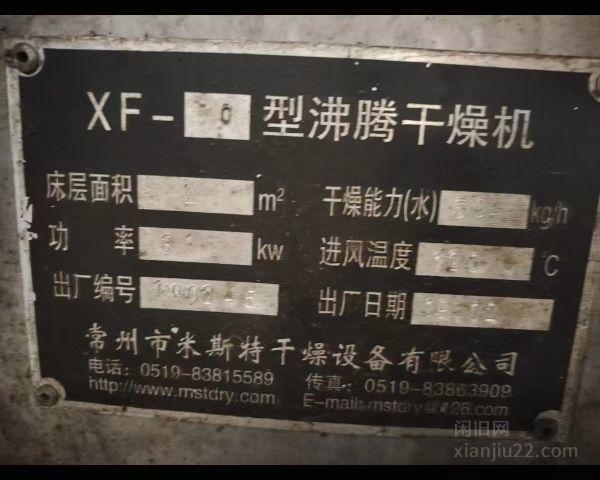 XF- 型沸腾干燥机
床层面积 2 m² 干燥能力(水) kg/h
功 率 kw 进风温度 °C
出厂编号 出厂日期
常州市米斯特干燥设备有限公司
电话：0519-83815589 传真：0519-83863909
http://www.mstdry.com E-mail:mstdry@126.com
闲旧网
xianjiu22.com